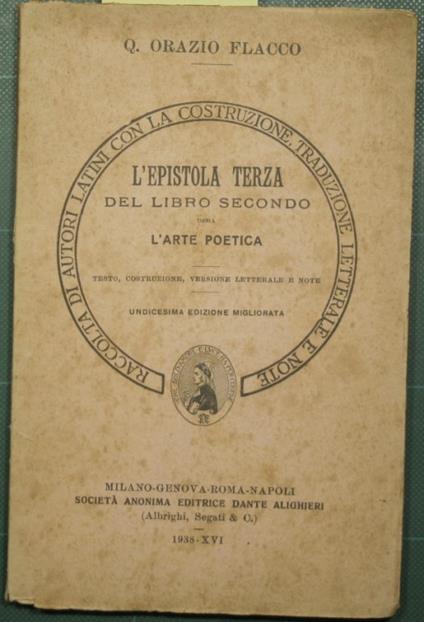 Q. ORAZIO FLACCO
RACCOLTA DI AUTORI LATINI CON LA COSTRUZIONE, TRADUZIONE LETTERALE E NOTE
L'EPISTOLA TERZA
DEL LIBRO SECONDO
OSSIA
L'ARTE POETICA
TESTO, COSTRUZIONE, VERSIONE LETTERALE E NOTE
UNDICESIMA EDIZIONE MIGLIORATA
MILANO-GENOVA-ROMA-NAPOLI
SOCIETÀ ANONIMA EDITRICE DANTE ALIGHIERI
(Albrighi, Segati & C.)
1938-XVI